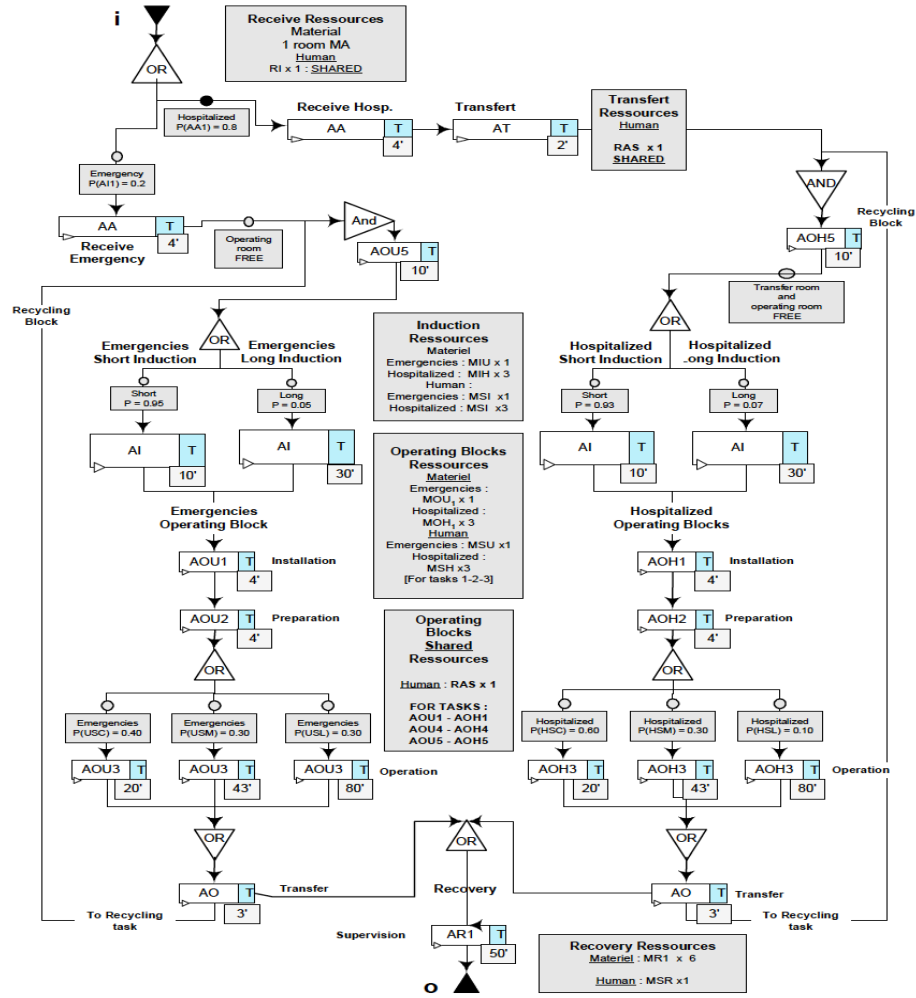 i
Receive Ressources
Material
1 room MA
Human
RI x 1 : SHARED
OR
Hospitalized
P(AA1) = 0.8
Receive Hosp.
AA
T
4'
Transfert
AT
T
2'
Transfert
Ressources
Human
RAS x 1
SHARED
Emergency
P(AI1) = 0.2
AND
Recycling
Block
AA
T
4'
Receive
Emergency
Operating
room
FREE
And
AOU5
T
10'
AOH5
T
10'
Transfer room
and
operating room
FREE
Recycling
Block
OR
Emergencies
Short Induction
Emergencies
Long Induction
Induction
Ressources
Materiel
Emergencies : MIU x 1
Hospitalized : MIH x 3
Human :
Emergencies : MSI x1
Hospitalized : MSI x3
OR
Hospitalized
Short Induction
Hospitalized
Long Induction
Short
P = 0.95
Long
P = 0.05
Short
P = 0.93
Long
P = 0.07
AI
T
10'
AI
T
30'
AI
T
10'
AI
T
30'
Operating Blocks
Ressources
Materiel
Emergencies :
MOU1 x 1
Hospitalized :
MOH1 x 3
Human
Emergencies : MSU x1
Hospitalized :
MSH x3
[For tasks 1-2-3]
Emergencies
Operating Block
Hospitalized
Operating Blocks
AOU1
T
4'
Installation
AOH1
T
4'
Installation
AOU2
T
4'
Preparation
AOH2
T
4'
Preparation
Operating
Blocks
Shared
Ressources
Human : RAS x 1
FOR TASKS :
AOU1 - AOH1
AOU4 - AOH4
AOU5 - AOH5
OR
OR
Emergencies
P(USC) = 0.40
Emergencies
P(USM) = 0.30
Emergencies
P(USL) = 0.30
Hospitalized
P(HSC) = 0.60
Hospitalized
P(HSM) = 0.30
Hospitalized
P(HSL) = 0.10
AOU3
T
20'
AOU3
T
43'
AOU3
T
80'
Operation
AOH3
T
20'
AOH3
T
43'
AOH3
T
80'
Operation
OR
OR
OR
AO
T
3'
Transfer
Recovery
AO
T
3'
Transfer
To Recycling
task
To Recycling
task
Supervision
AR1
T
50'
O
Recovery Ressources
Materiel : MR1 x 6
Human : MSR x1